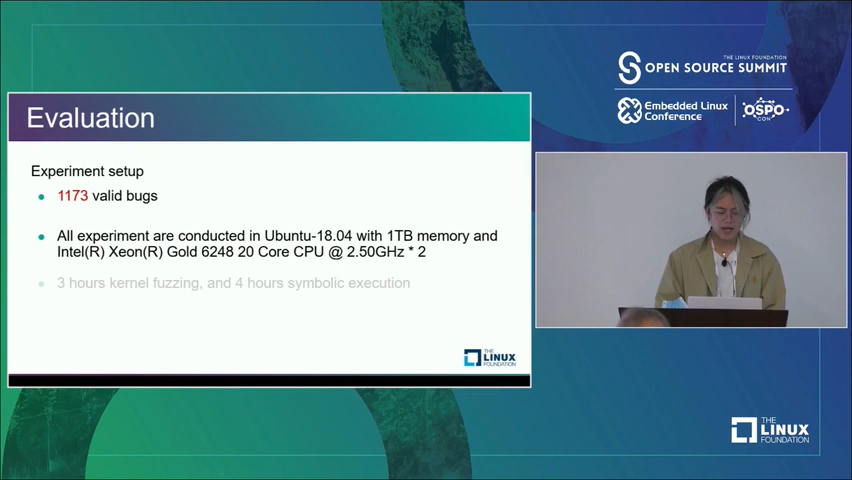 Evaluation
Experiment setup
1173 valid bugs
All experiment are conducted in Ubuntu-18.04 with 1TB memory and
Intel(R) Xeon(R) Gold 6248 20 Core CPU @ 2.50GHz * 2
3 hours kernel fuzzing, and 4 hours symbolic execution
THE
LINUX
FOUNDATION
THE LINUX FOUNDATION
OPEN SOURCE SUMMIT
Embedded Linux
Conference
OSPO
CON
THE
LINUX
FOUNDATION